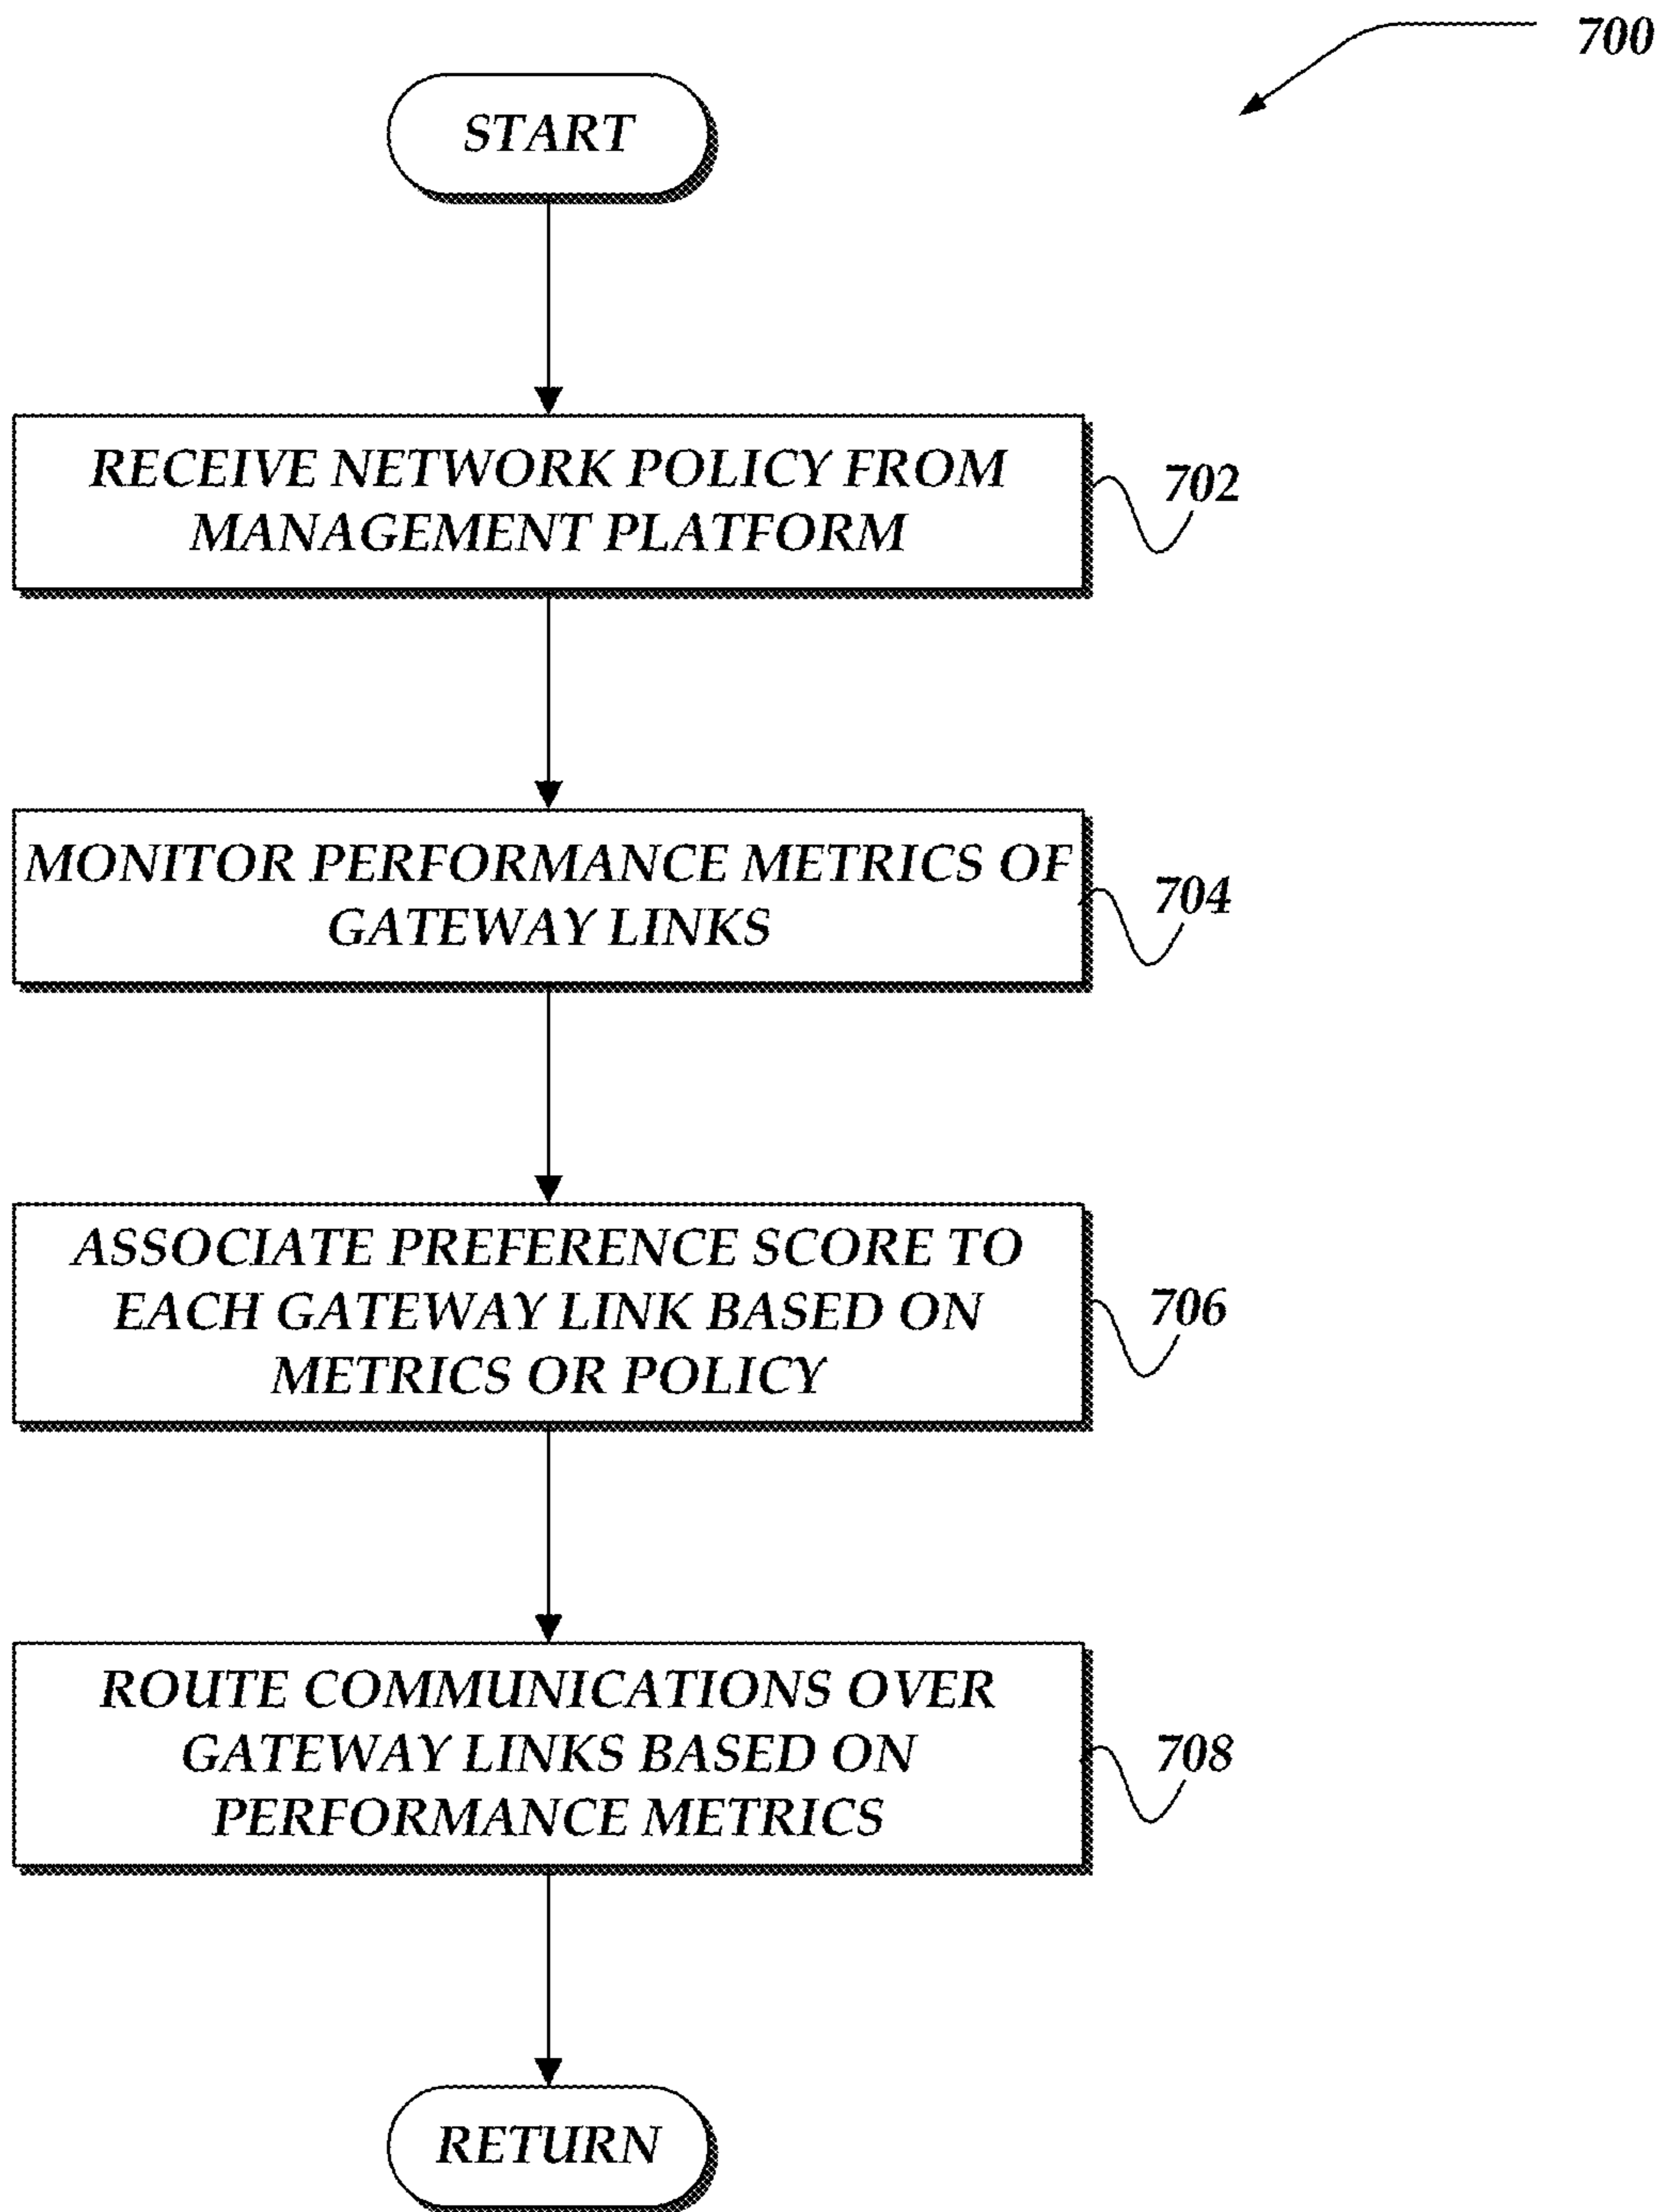 700
START
RECEIVE NETWORK POLICY FROM
MANAGEMENT PLATFORM
702
MONITOR PERFORMANCE METRICS OF
GATEWAY LINKS
704
ASSOCIATE PREFERENCE SCORE TO
EACH GATEWAY LINK BASED ON
METRICS OR POLICY
706
ROUTE COMMUNICATIONS OVER
GATEWAY LINKS BASED ON
PERFORMANCE METRICS
708
RETURN